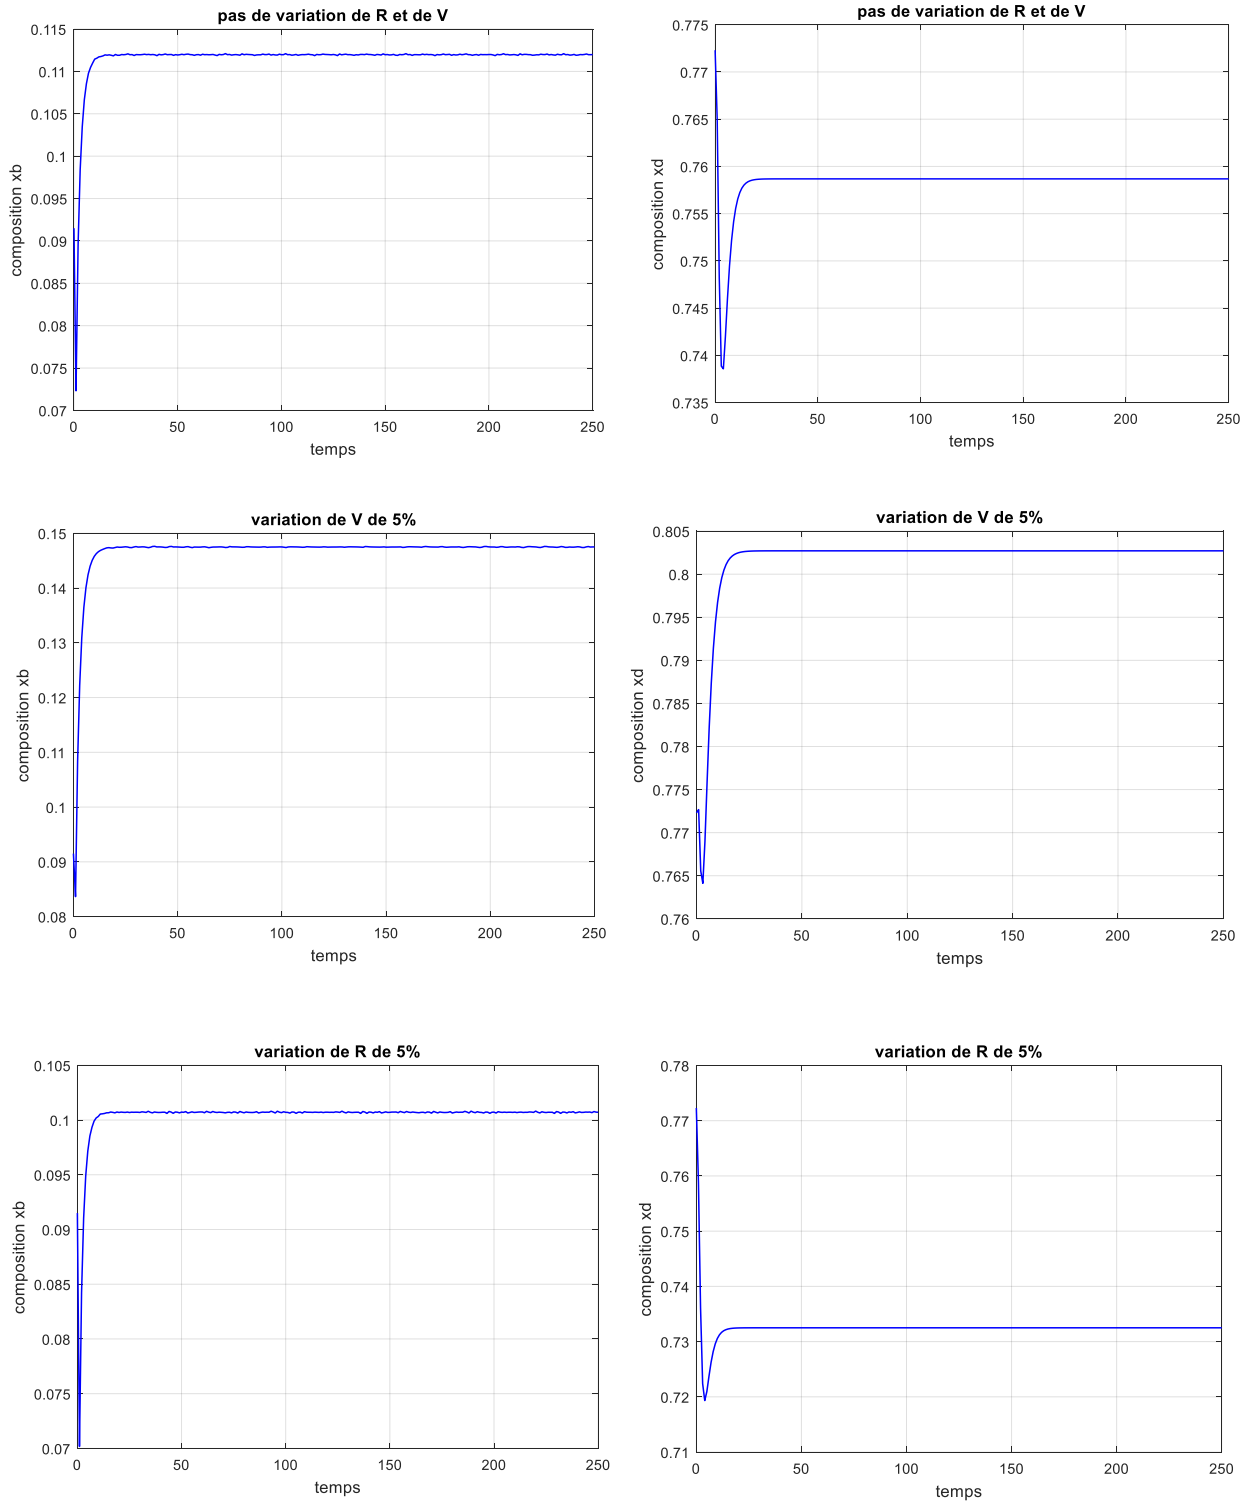 pas de variation de R et de V
composition xb
0.115
0.11
0.105
0.1
0.095
0.09
0.085
0.08
0.075
0.07
0 50 100 150 200 250
temps
pas de variation de R et de V
composition xd
0.775
0.77
0.765
0.76
0.755
0.75
0.745
0.74
0.735
0 50 100 150 200 250
temps
variation de V de 5%
composition xb
0.15
0.14
0.13
0.12
0.11
0.1
0.09
0.08
0 50 100 150 200 250
temps
variation de V de 5%
composition xd
0.805
0.8
0.795
0.79
0.785
0.78
0.775
0.77
0.765
0.76
0 50 100 150 200 250
temps
variation de R de 5%
composition xb
0.105
0.1
0.095
0.09
0.085
0.08
0.075
0.07
0 50 100 150 200 250
temps
variation de R de 5%
composition xd
0.78
0.77
0.76
0.75
0.74
0.73
0.72
0.71
0 50 100 150 200 250
temps